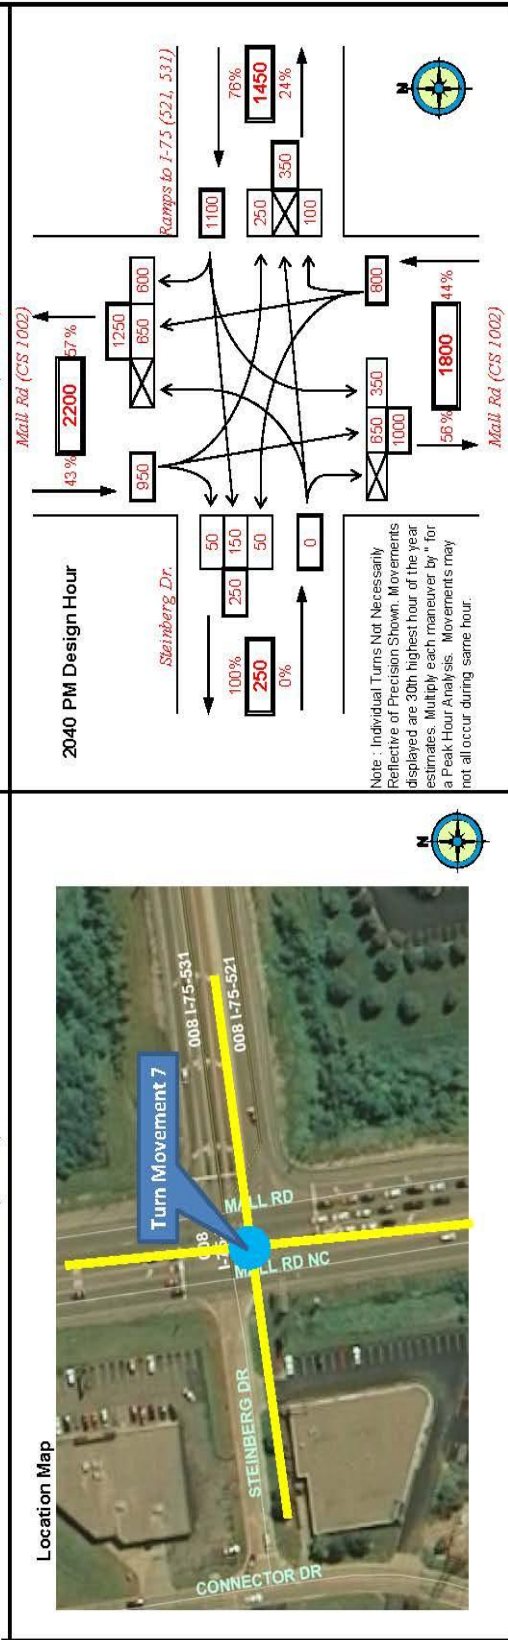 Location Map
Turn Movement 7
008 I-75-531
008 I-75-521
MALL RD
008
MALL RD NC
STEINBERG DR
CONNECTOR DR
N
2040 PM Design Hour
Mall Rd (CS 1002)
2200
43%
57%
950
1250
650
600
Steinberg Dr.
Ramps to I-75 (521, 531)
100%
250
0%
250
50
150
50
0
1100
76%
1450
24%
250
350
100
650
350
1000
800
56%
1800
44%
Mall Rd (CS 1002)
Note : Individual Turns Not Necessarily
Reflective of Precision Shown. Movements
displayed are 30th highest hour of the year
estimates. Multiply each maneuver by " for
a Peak Hour Analysis. Movements may
not all occur during same hour.
N